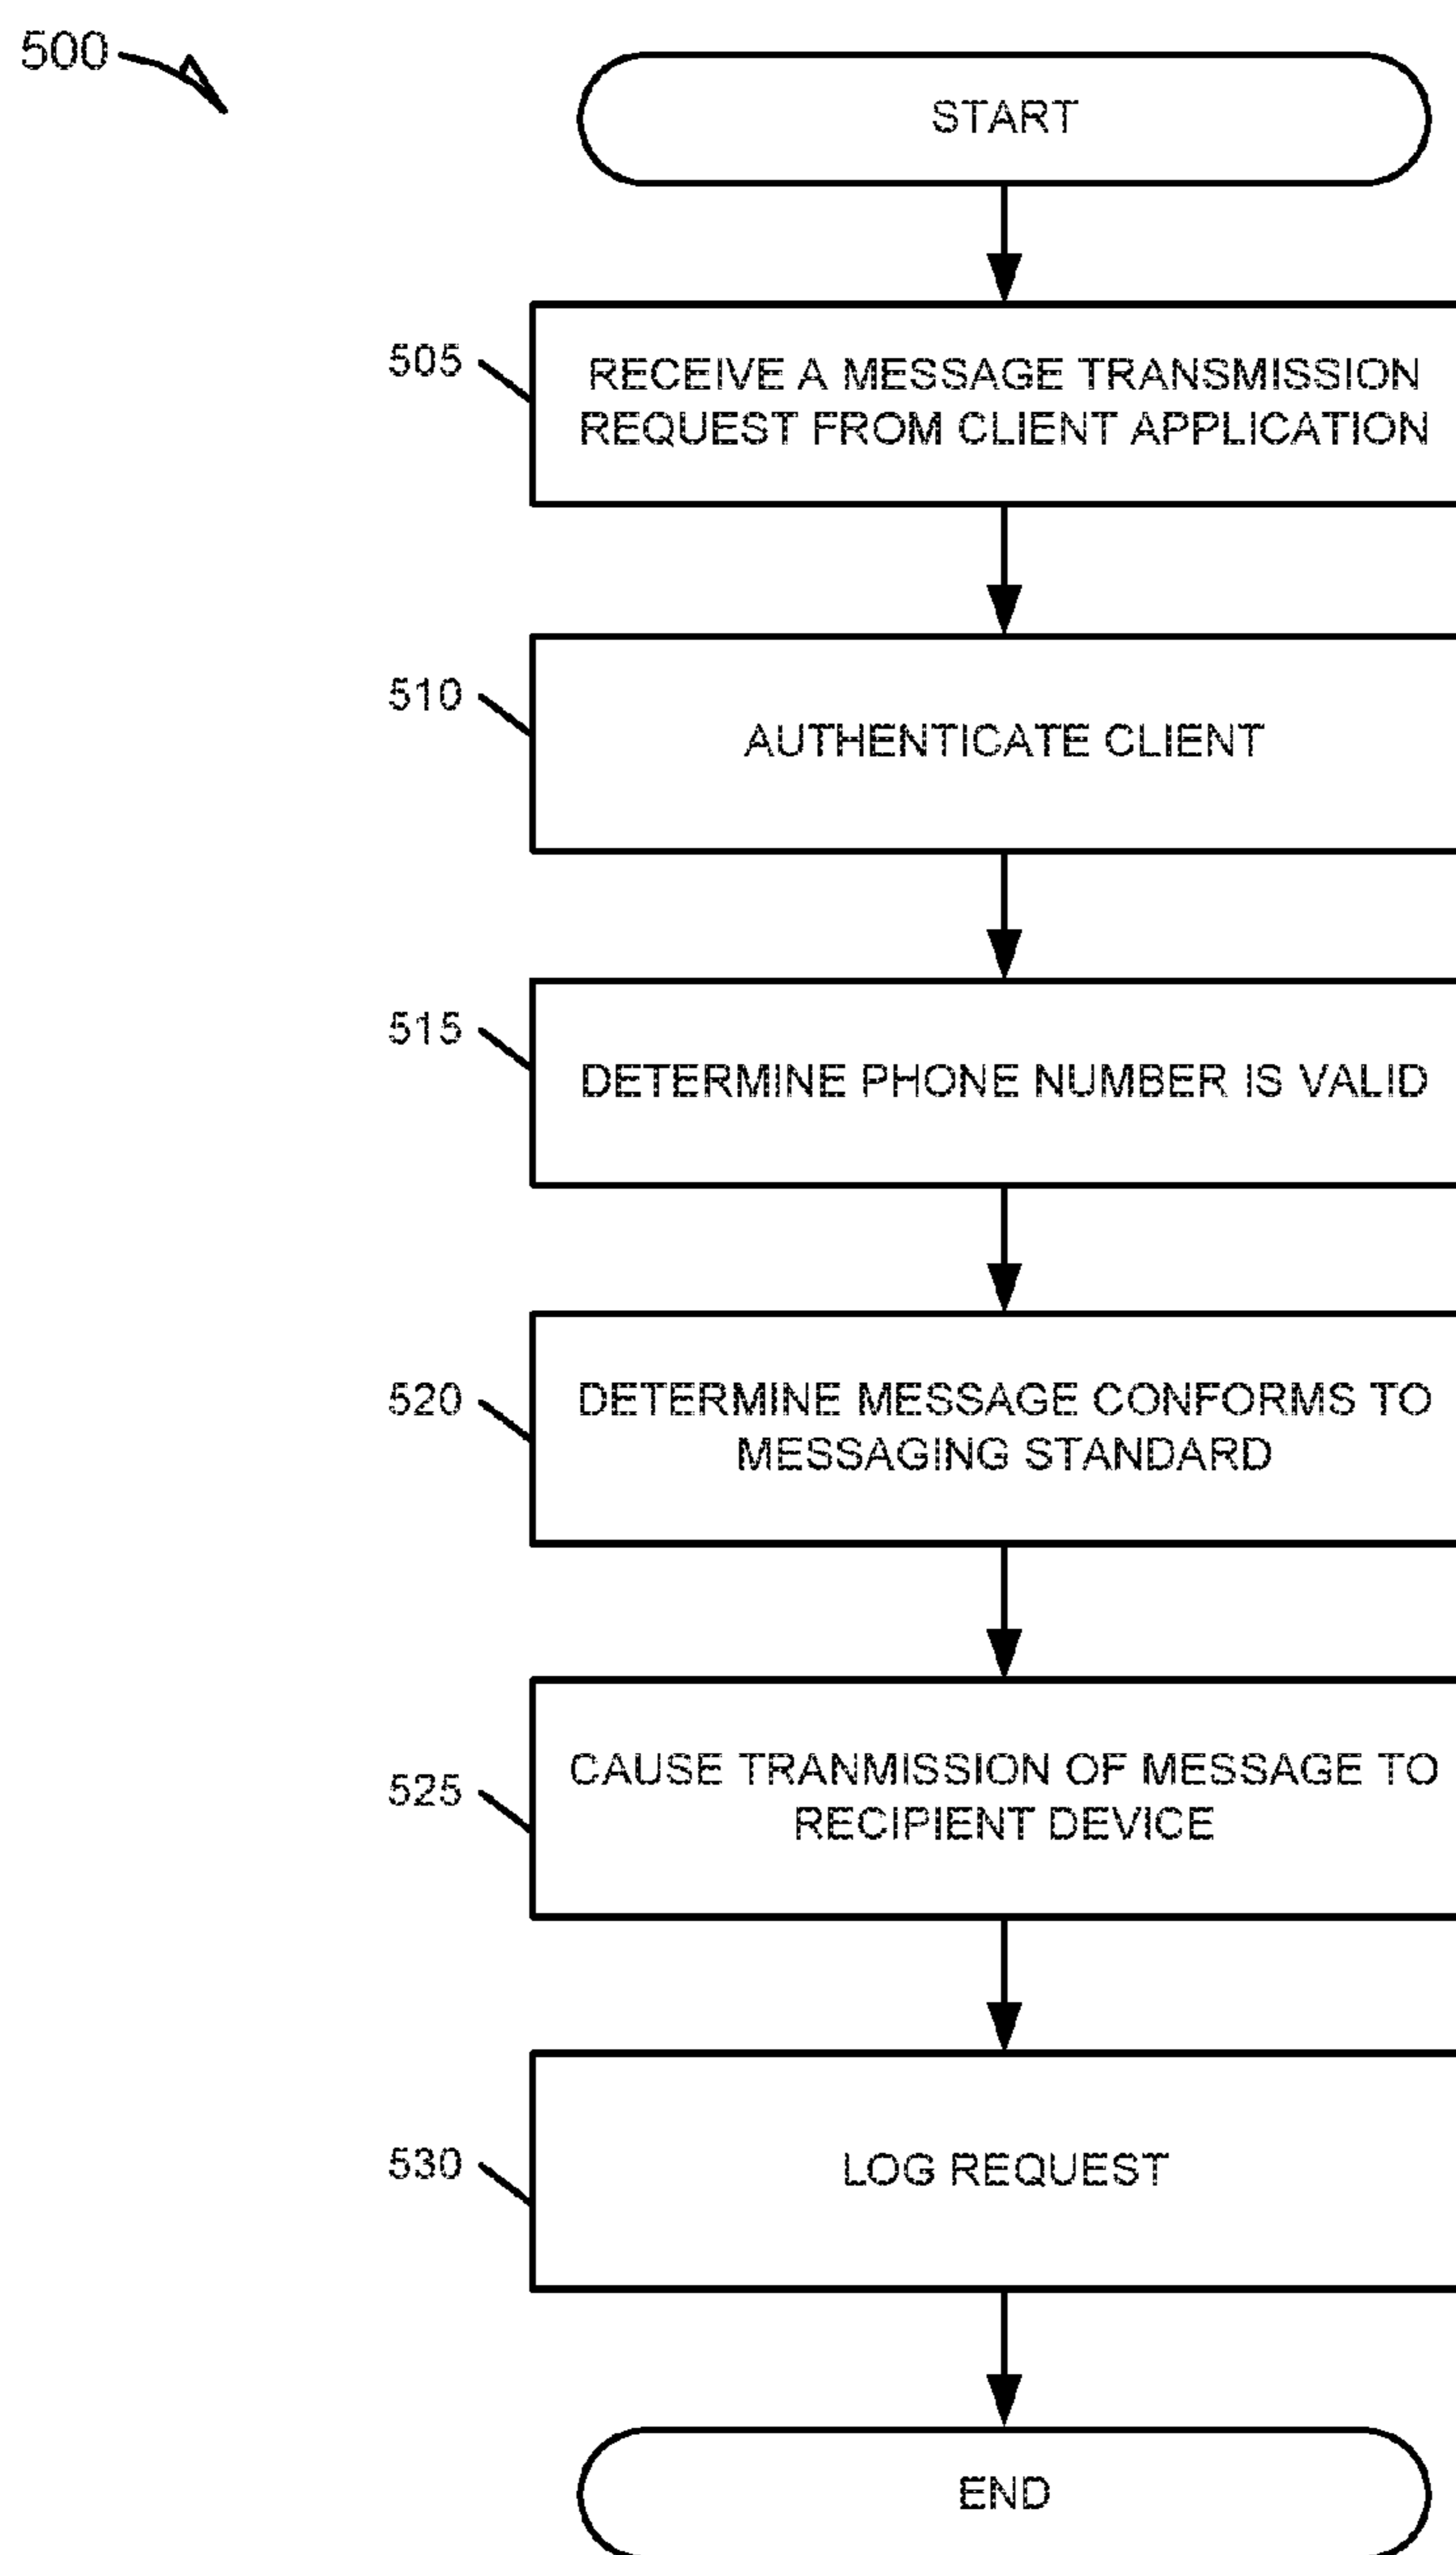 500
START
505
RECEIVE A MESSAGE TRANSMISSION
REQUEST FROM CLIENT APPLICATION
510
AUTHENTICATE CLIENT
515
DETERMINE PHONE NUMBER IS VALID
520
DETERMINE MESSAGE CONFORMS TO
MESSAGING STANDARD
525
CAUSE TRANMISSION OF MESSAGE TO
RECIPIENT DEVICE
530
LOG REQUEST
END